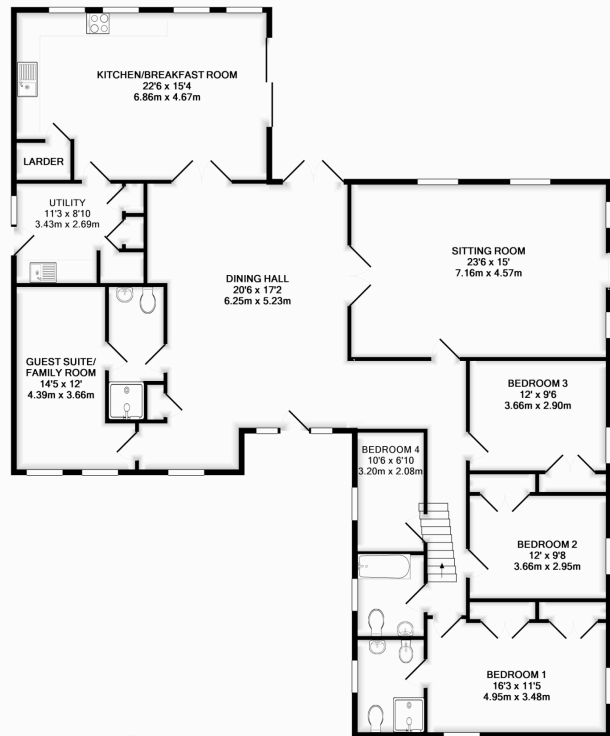 KITCHEN/BREAKFAST ROOM
22'6 x 15'4
6.86m x 4.67m
LARDER
UTILITY
11'3 x 8'10
3.43m x 2.69m
DINING HALL
20'6 x 17'2
6.25m x 5.23m
SITTING ROOM
23'6 x 15'
7.16m x 4.57m
GUEST SUITE/
FAMILY ROOM
14'5 x 12'
4.39m x 3.66m
BEDROOM 3
12' x 9'6
3.66m x 2.90m
BEDROOM 4
10'6 x 6'10
3.20m x 2.08m
BEDROOM 2
12' x 9'8
3.66m x 2.95m
BEDROOM 1
16'3 x 11'5
4.95m x 3.48m